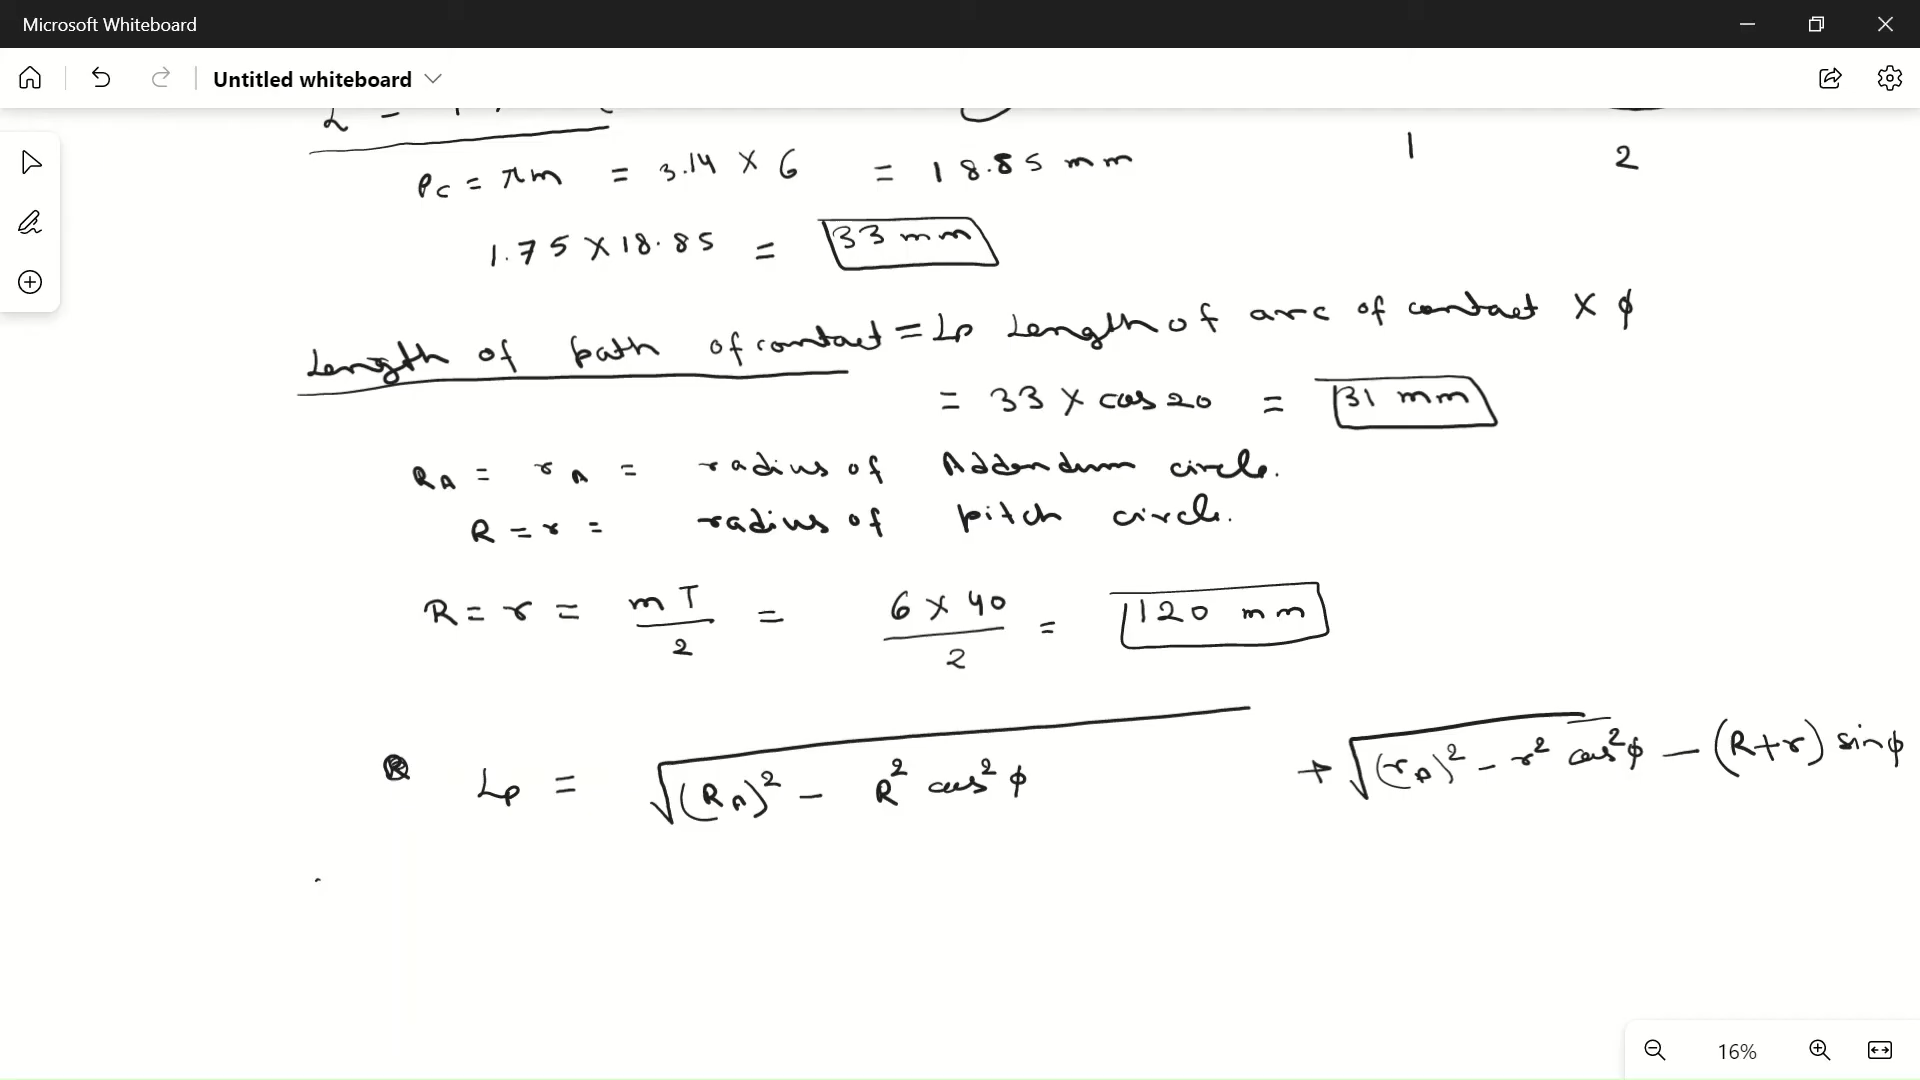 Microsoft Whiteboard
Untitled whiteboard
1
2
Pc = πm = 3.14 × 6 = 18.85 mm
1.75 × 18.85 = 33 mm
Length of path of contact = Lp Length of arc of contact × φ
= 33 × cos 20 = 31 mm
RA = rA = radius of Addendum circle.
R = r = radius of pitch circle.
R = r = mT/2 = 6 × 40/2 = 120 mm
Lp = √(RA)² - R² cos² φ + √(rA)² - r² cos² φ - (R+r) sin φ
16%